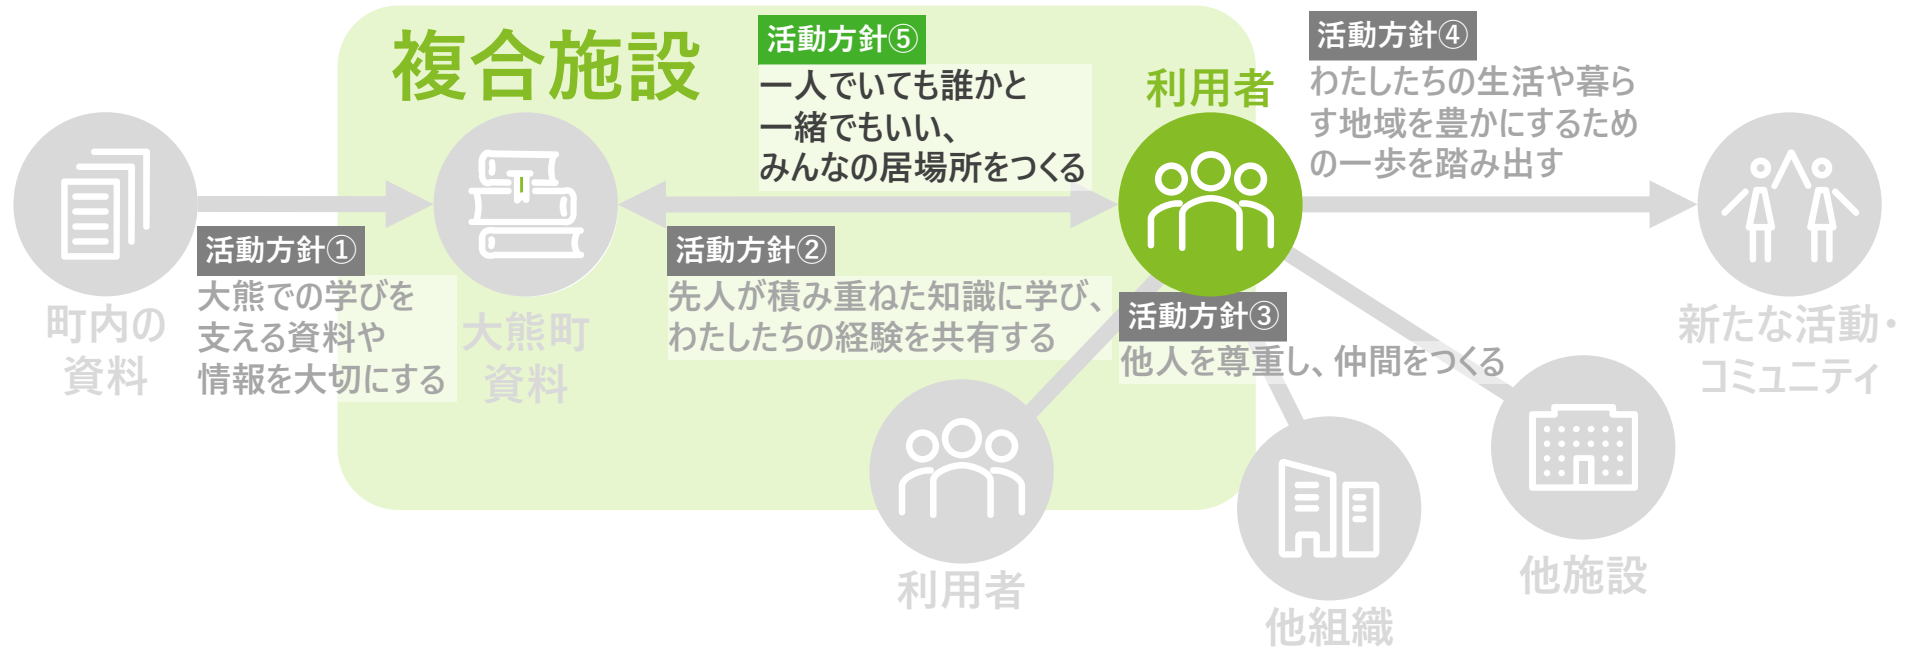 複合施設
活動方針⑤
一人でいても誰かと
一緒でもいい、
みんなの居場所をつくる
利用者
活動方針④
わたしたちの生活や暮ら
す地域を豊かにするため
の一歩を踏み出す
活動方針①
大熊での学びを
支える資料や
情報を大切にする
町内の
資料
大熊町
資料
活動方針②
先人が積み重ねた知識に学び、
わたしたちの経験を共有する
活動方針③
他人を尊重し、仲間をつくる
新たな活動・
コミュニティ
利用者
他組織
他施設